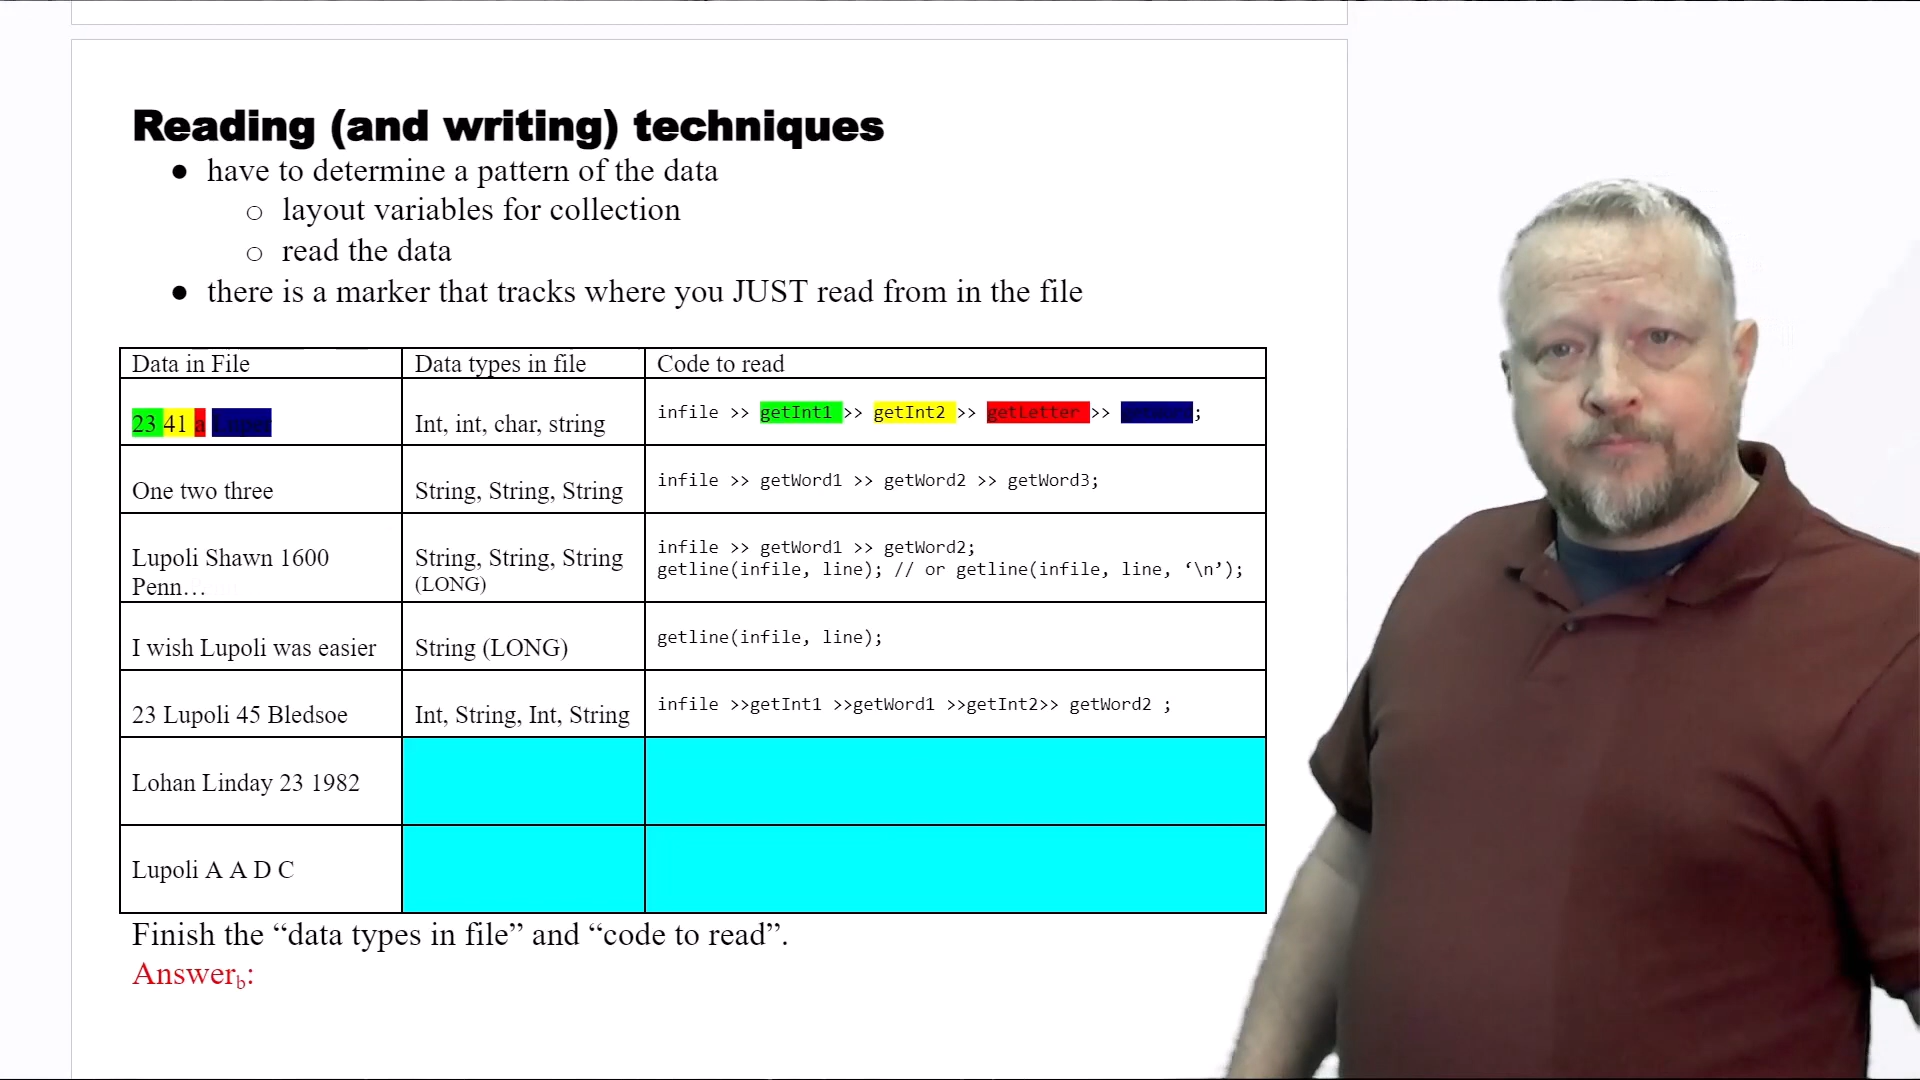 Reading (and writing) techniques
● have to determine a pattern of the data
○ layout variables for collection
○ read the data
● there is a marker that tracks where you JUST read from in the file
Data in File Data types in file Code to read
23 41 a Int, int, char, string infile >> getInt1 >> getInt2 >> getLetter >> ;
One two three String, String, String infile >> getWord1 >> getWord2 >> getWord3;
Lupoli Shawn 1600 String, String, String infile >> getWord1 >> getWord2;
Penn… (LONG) getline(infile, line); // or getline(infile, line, ‘\n’);
I wish Lupoli was easier String (LONG) getline(infile, line);
23 Lupoli 45 Bledsoe Int, String, Int, String infile >>getInt1 >>getWord1 >>getInt2>> getWord2 ;
Lohan Linday 23 1982
Lupoli A A D C
Finish the “data types in file” and “code to read”.
Answerb: